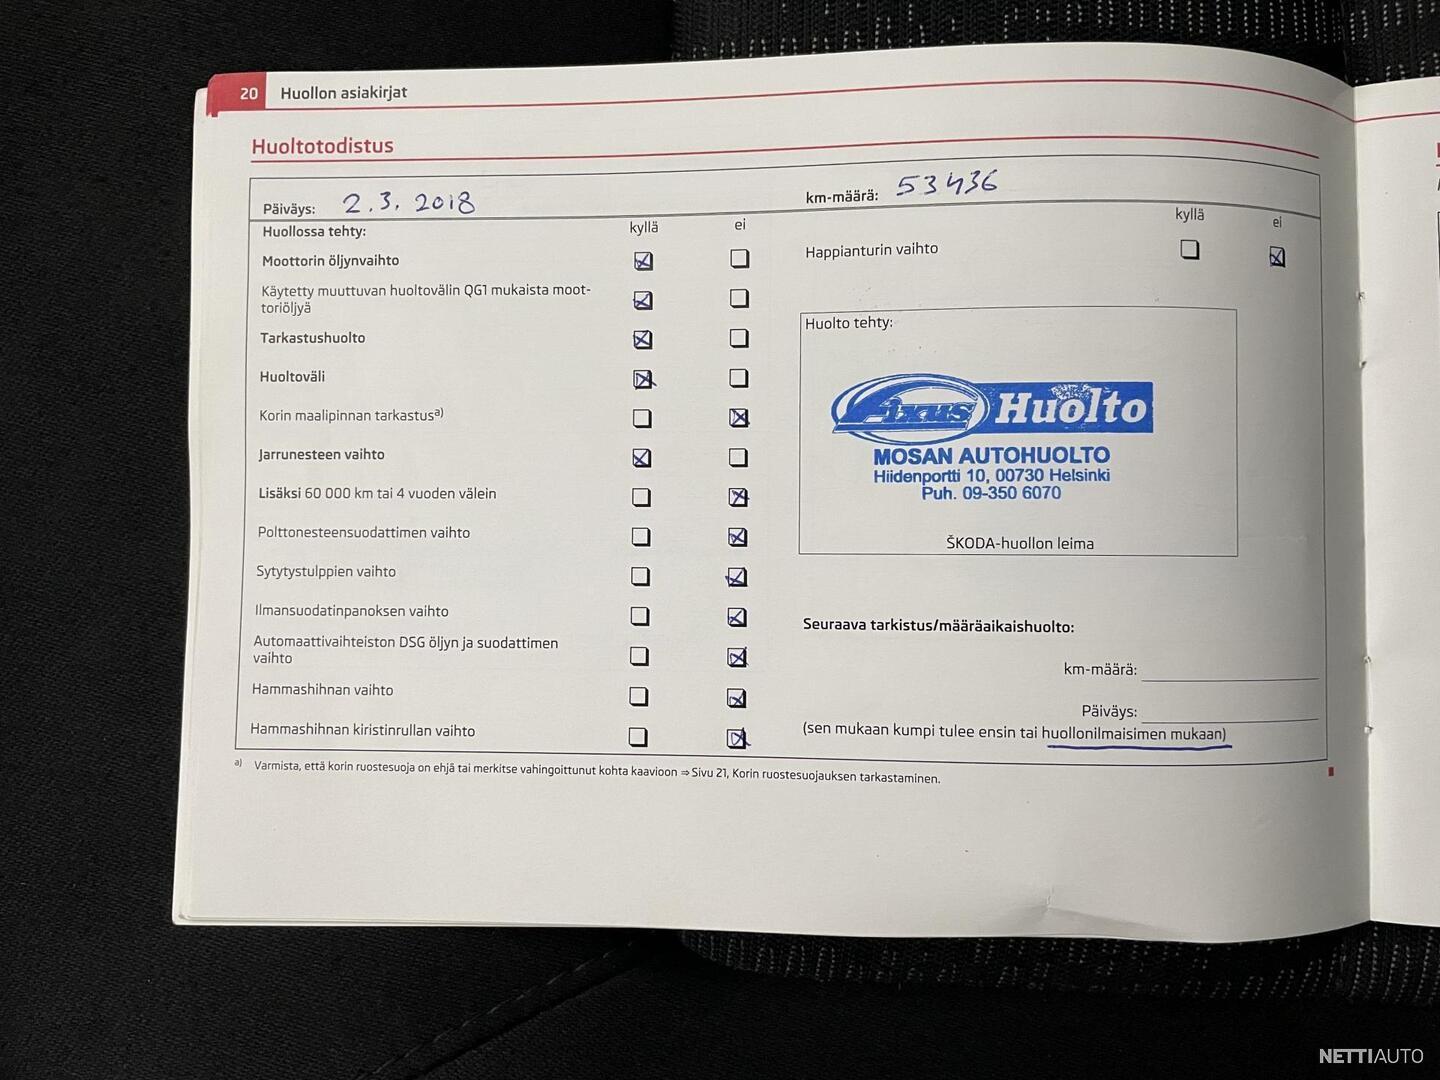 20 Huollon asiakirjat
Huoltotodistus
Päiväys: 2.3.2018
km-määrä: 53436
Huollossa tehty: kyllä ei
Moottorin öljynvaihto
Käytetty muuttuvan huoltovälin QG1 mukaista moot-
toriöljyä
Tarkastushuolto
Huoltoväli
Korin maalipinnan tarkastusa)
Jarrunesteen vaihto
Lisäksi 60 000 km tai 4 vuoden välein
Polttonesteensuodattimen vaihto
Sytytystulppien vaihto
Ilmansuodatinpanoksen vaihto
Automaattivaihteiston DSG öljyn ja suodattimen
vaihto
Hammashihnan vaihto
Hammashihnan kiristinrullan vaihto
kyllä ei
Happianturin vaihto
Huolto tehty:
Fixus Huolto
MOSAN AUTOHUOLTO
Hiidenportti 10, 00730 Helsinki
Puh. 09-350 6070
ŠKODA-huollon leima
Seuraava tarkistus/määräaikaishuolto:
km-määrä:
Päiväys:
(sen mukaan kumpi tulee ensin tai huollonilmaisimen mukaan)
a) Varmista, että korin ruostesuoja on ehjä tai merkitse vahingoittunut kohta kaavioon ⇒ Sivu 21, Korin ruostesuojauksen tarkastaminen.
NETTIAUTO